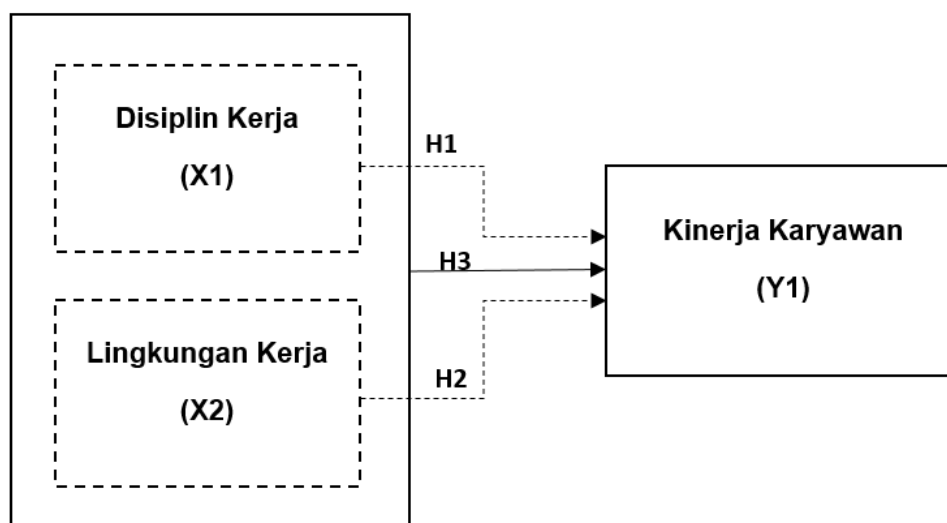 Disiplin Kerja
(X1)
H1
Kinerja Karyawan
(Y1)
H3
Lingkungan Kerja
(X2)
H2